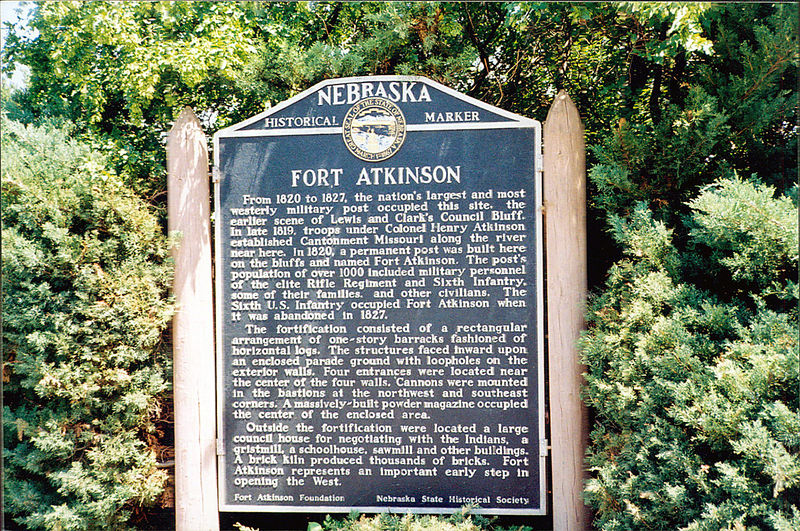 NEBRASKA
HISTORICAL MARKER
FORT ATKINSON
From 1820 to 1827, the nation's largest and most
westerly military post occupied this site, the
earlier scene of Lewis and Clark's Council Bluff.
In late 1819, troops under Colonel Henry Atkinson
established Cantonment Missouri along the river
near here. In 1820, a permanent post was built here
on the bluffs and named Fort Atkinson. The post's
population of over 1000 included military personnel
of the elite Rifle Regiment and Sixth Infantry,
some of their families, and other civilians. The
Sixth U.S. Infantry occupied Fort Atkinson when
it was abandoned in 1827.
The fortification consisted of a rectangular
arrangement of one-story barracks fashioned of
horizontal logs. The structures faced inward upon
an enclosed parade ground with loopholes on the
exterior walls. Four entrances were located near
the center of the four walls. Cannons were mounted
in the bastions at the northwest and southeast
corners. A massively-built powder magazine occupied
the center of the enclosed area.
Outside the fortification were located a large
council house for negotiating with the Indians, a
gristmill, a schoolhouse, sawmill and other buildings.
A brick kiln produced thousands of bricks. Fort
Atkinson represents an important early step in
opening the West.
Fort Atkinson Foundation Nebraska State Historical Society